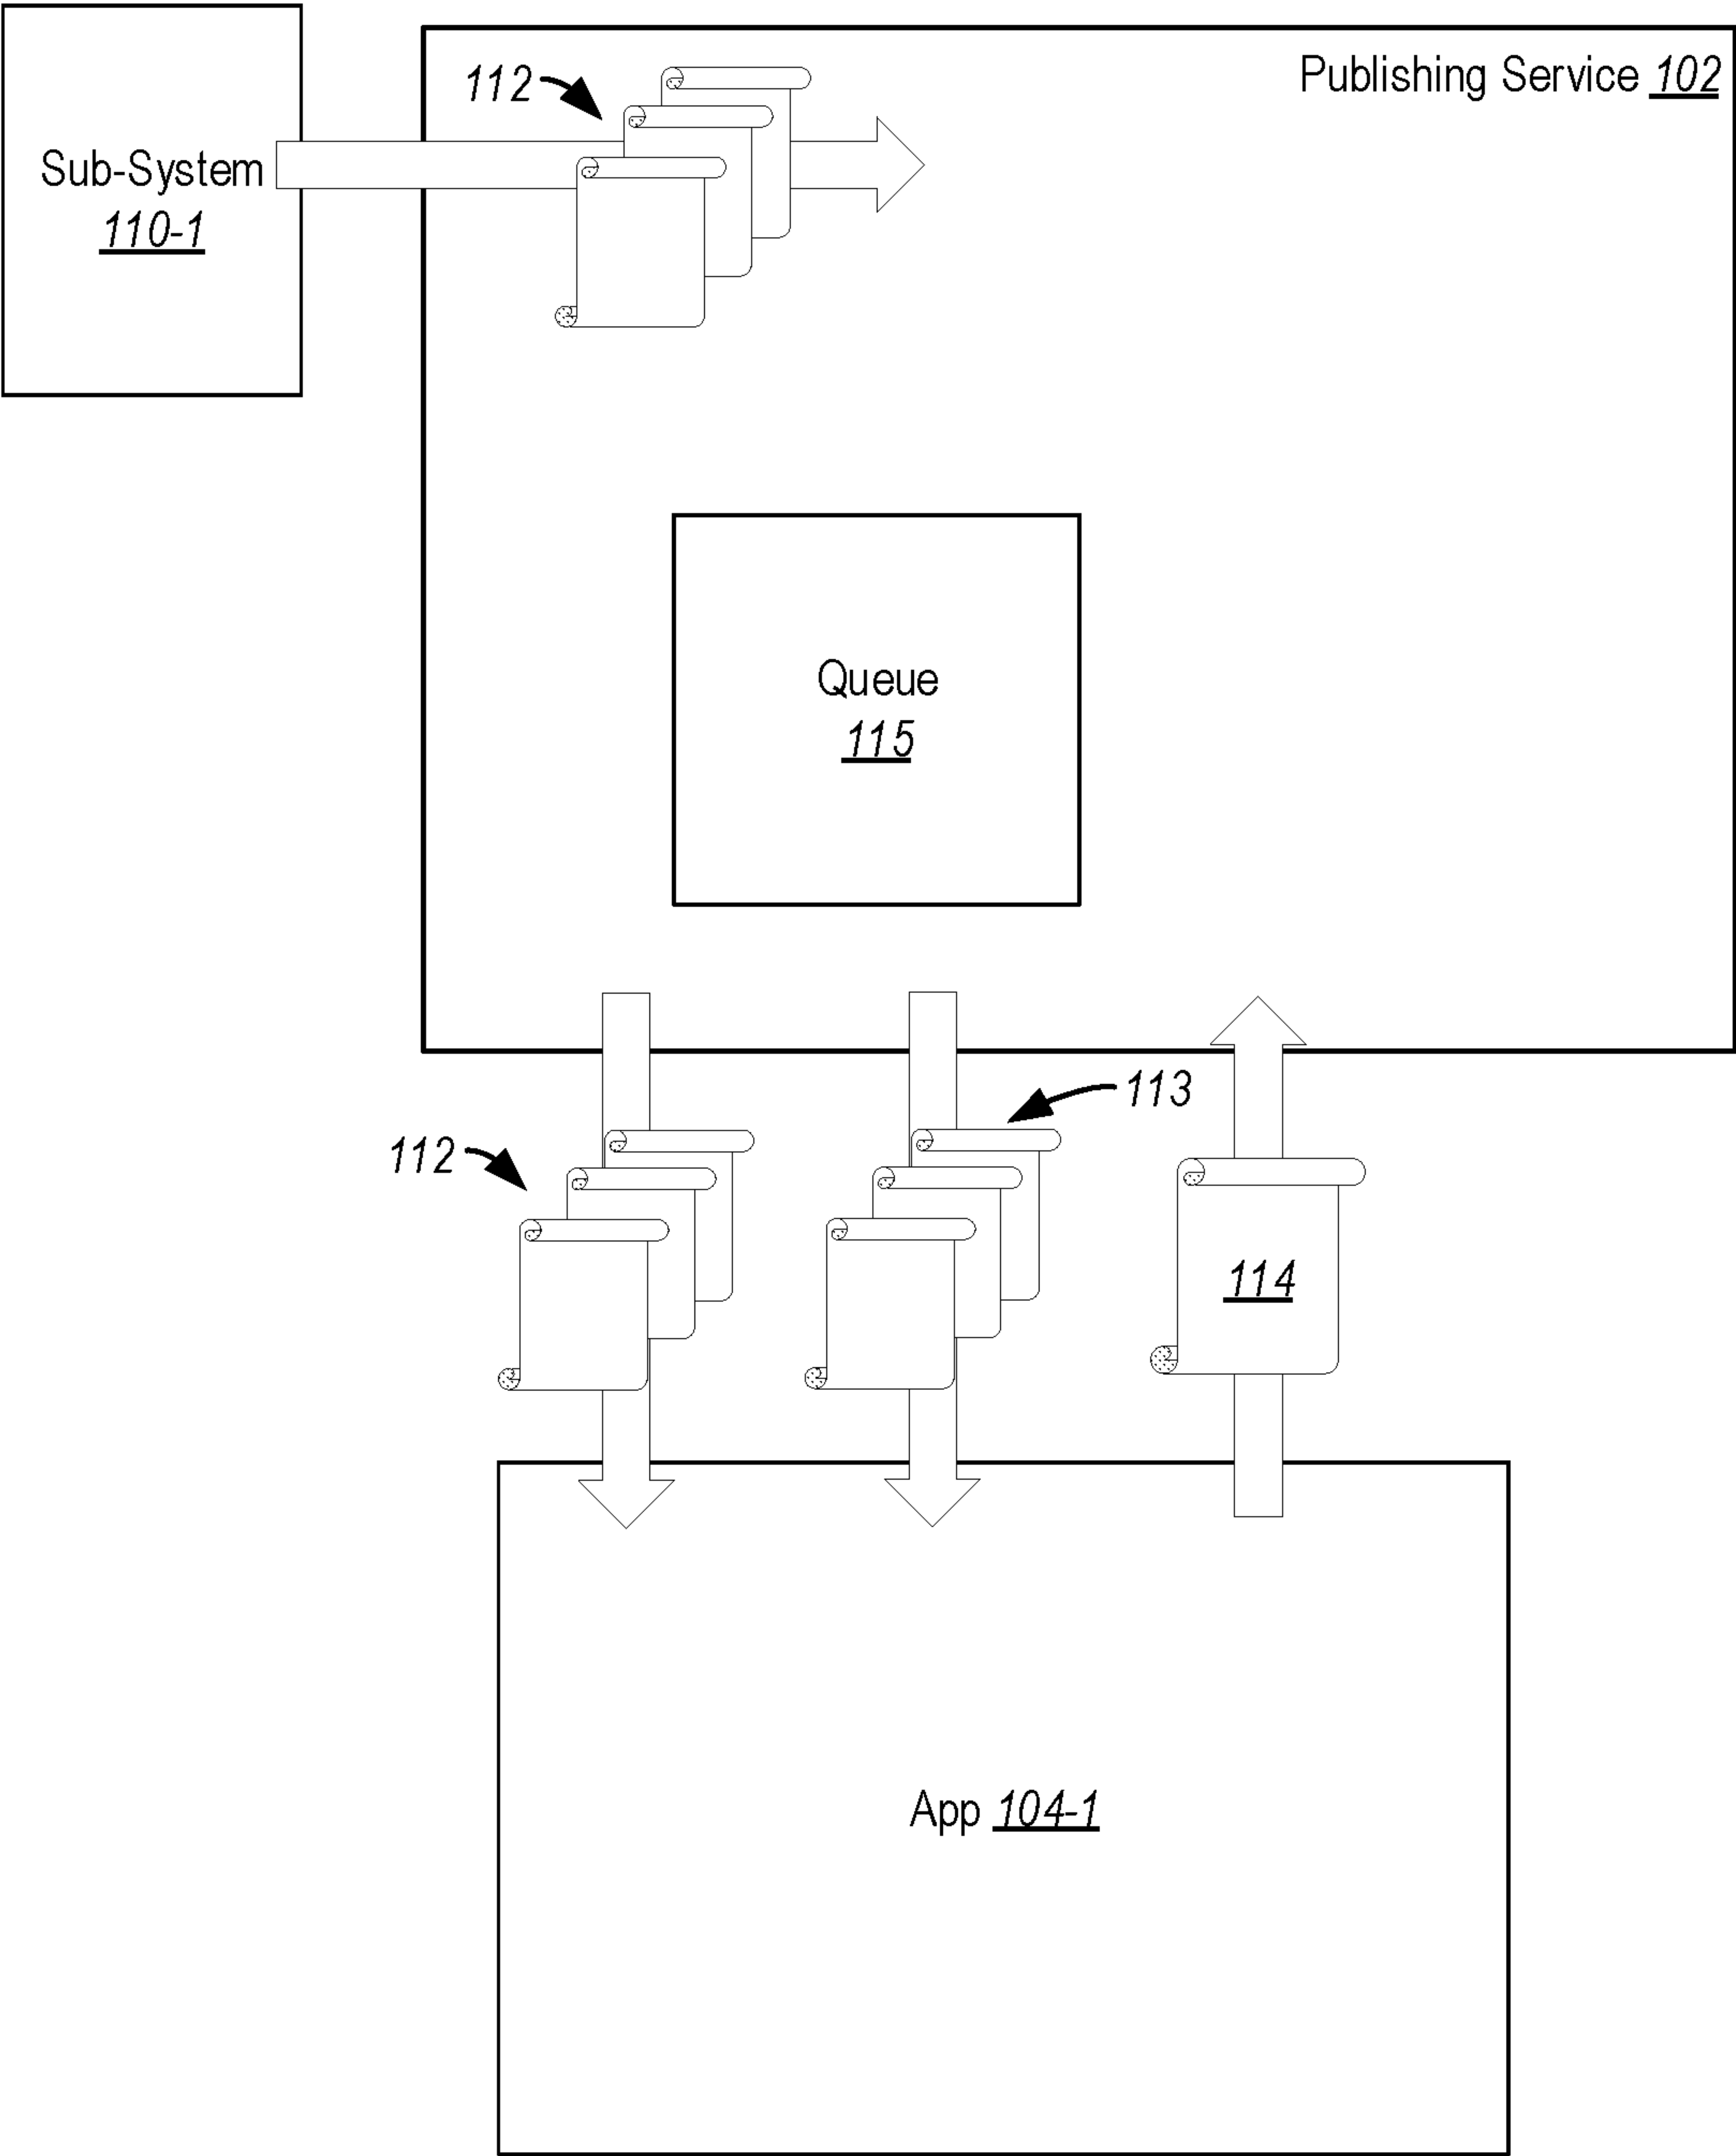 Publishing Service 102
112
Sub-System
110-1
Queue
115
113
112
114
App 104-1